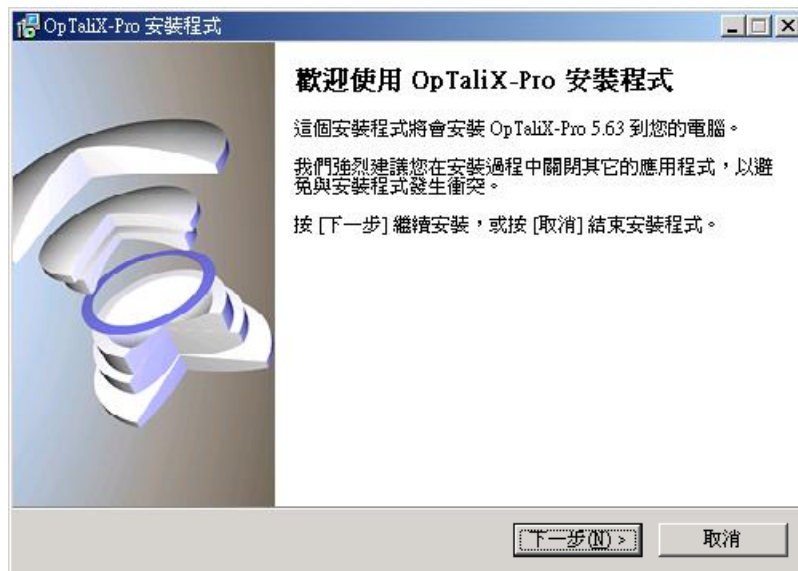 OpTaliX-Pro 安裝程式
歡迎使用 OpTaliX-Pro 安裝程式
這個安裝程式將會安裝 OpTaliX-Pro 5.63 到您的電腦。
我們強烈建議您在安裝過程中關閉其它的應用程式，以避
免與安裝程式發生衝突。
按 [下一步] 繼續安裝，或按 [取消] 結束安裝程式。
下一步(N) >
取消